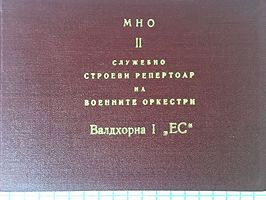 МНО
II
СЛУЖЕБНО
СТРОЕВИ РЕПЕРТОАР
НА
ВОЕННИТЕ ОРКЕСТРИ
Валдхорна I „ЕС“